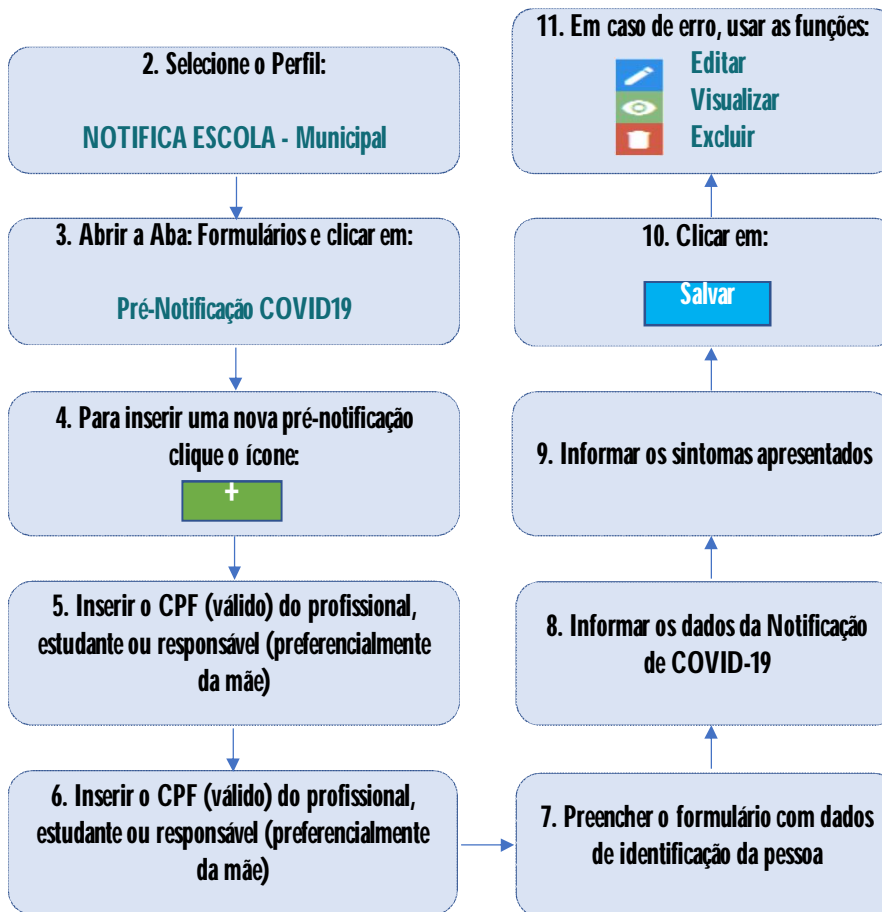 2. Selecione o Perfil:
NOTIFICA ESCOLA - Municipal
3. Abrir a Aba: Formulários e clicar em:
Pré-Notificação COVID19
4. Para inserir uma nova pré-notificação
clique o ícone:
+
5. Inserir o CPF (válido) do profissional,
estudante ou responsável (preferencialmente
da mãe)
6. Inserir o CPF (válido) do profissional,
estudante ou responsável (preferencialmente
da mãe)
7. Preencher o formulário com dados
de identificação da pessoa
8. Informar os dados da Notificação
de COVID-19
9. Informar os sintomas apresentados
10. Clicar em:
Salvar
11. Em caso de erro, usar as funções:
Editar
Visualizar
Excluir